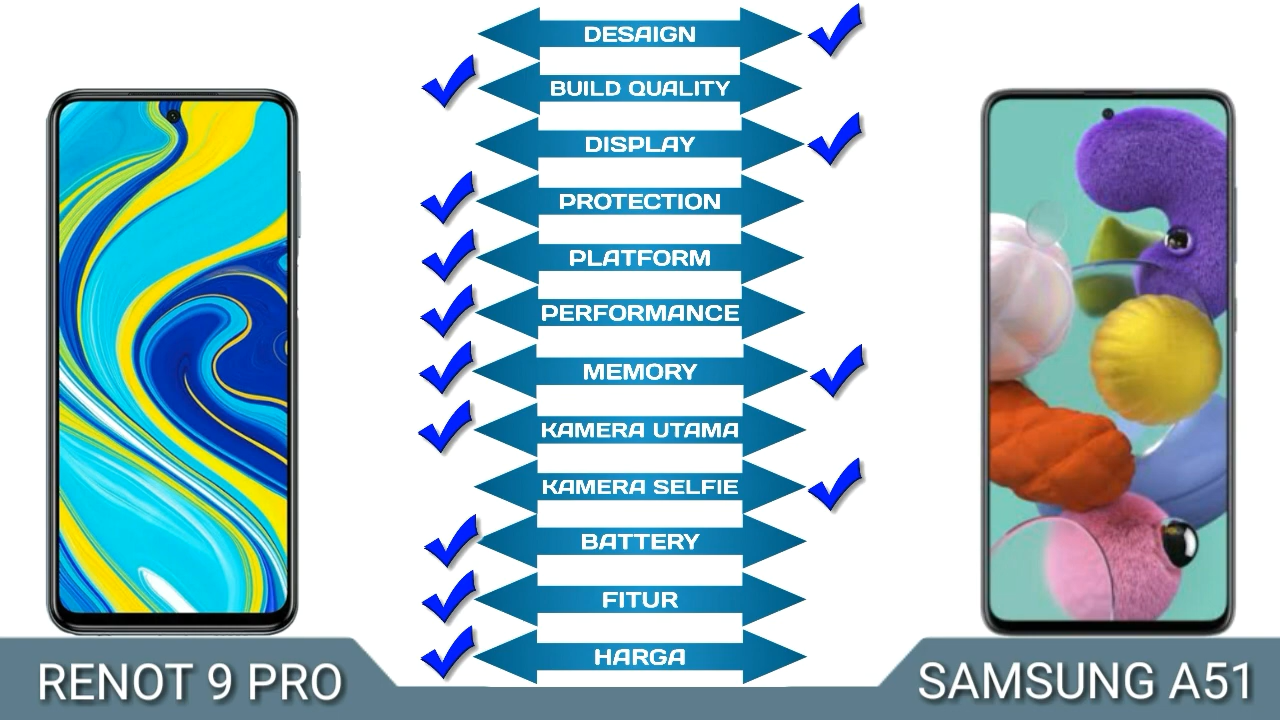 DESAIGN
BUILD QUALITY
DISPLAY
PROTECTION
PLATFORM
PERFORMANCE
MEMORY
KAMERA UTAMA
KAMERA SELFIE
BATTERY
FITUR
HARGA
RENOT 9 PRO
SAMSUNG A51